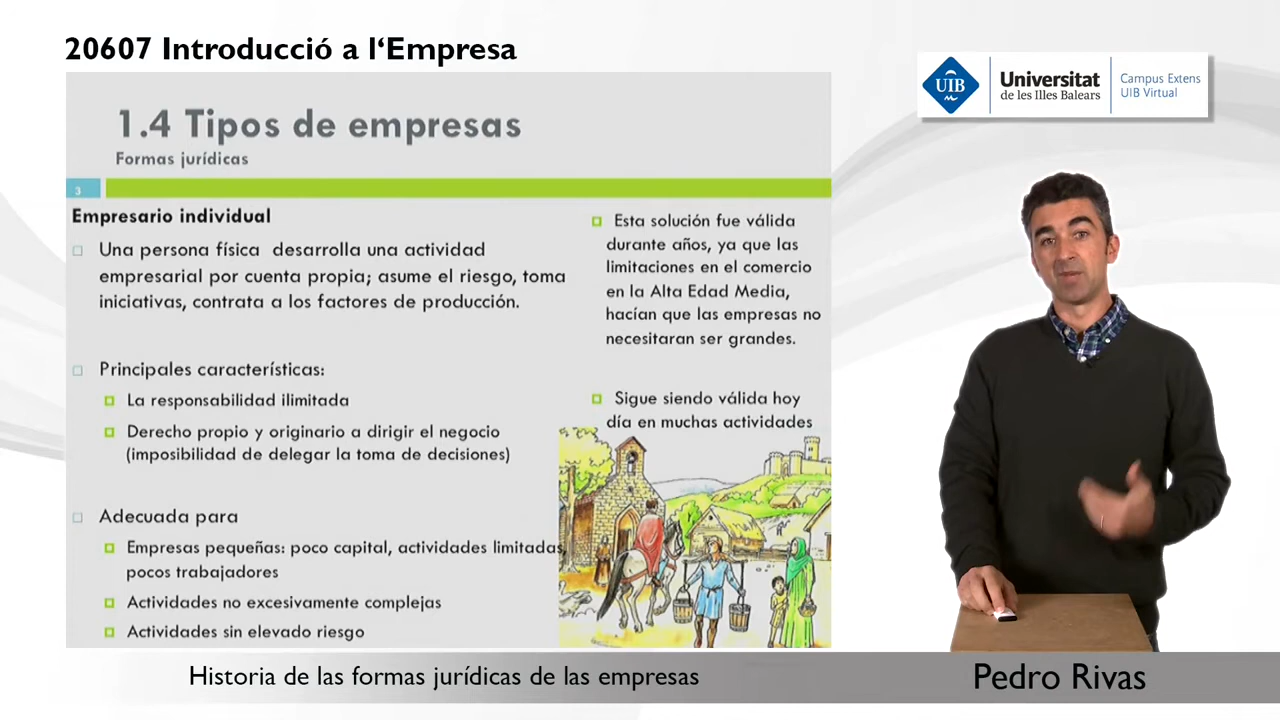 20607 Introducció a l‘Empresa
UIB
Universitat
de les Illes Balears
Campus Extens
UIB Virtual
1.4 Tipos de empresas
Formas jurídicas
3
Empresario individual
Una persona física desarrolla una actividad
empresarial por cuenta propia; asume el riesgo, toma
iniciativas, contrata a los factores de producción.
Principales características:
La responsabilidad ilimitada
Derecho propio y originario a dirigir el negocio
(imposibilidad de delegar la toma de decisiones)
Adecuada para
Empresas pequeñas: poco capital, actividades limitadas,
pocos trabajadores
Actividades no excesivamente complejas
Actividades sin elevado riesgo
Esta solución fue válida
durante años, ya que las
limitaciones en el comercio
en la Alta Edad Media,
hacían que las empresas no
necesitaran ser grandes.
Sigue siendo válida hoy
día en muchas actividades
Historia de las formas jurídicas de las empresas
Pedro Rivas